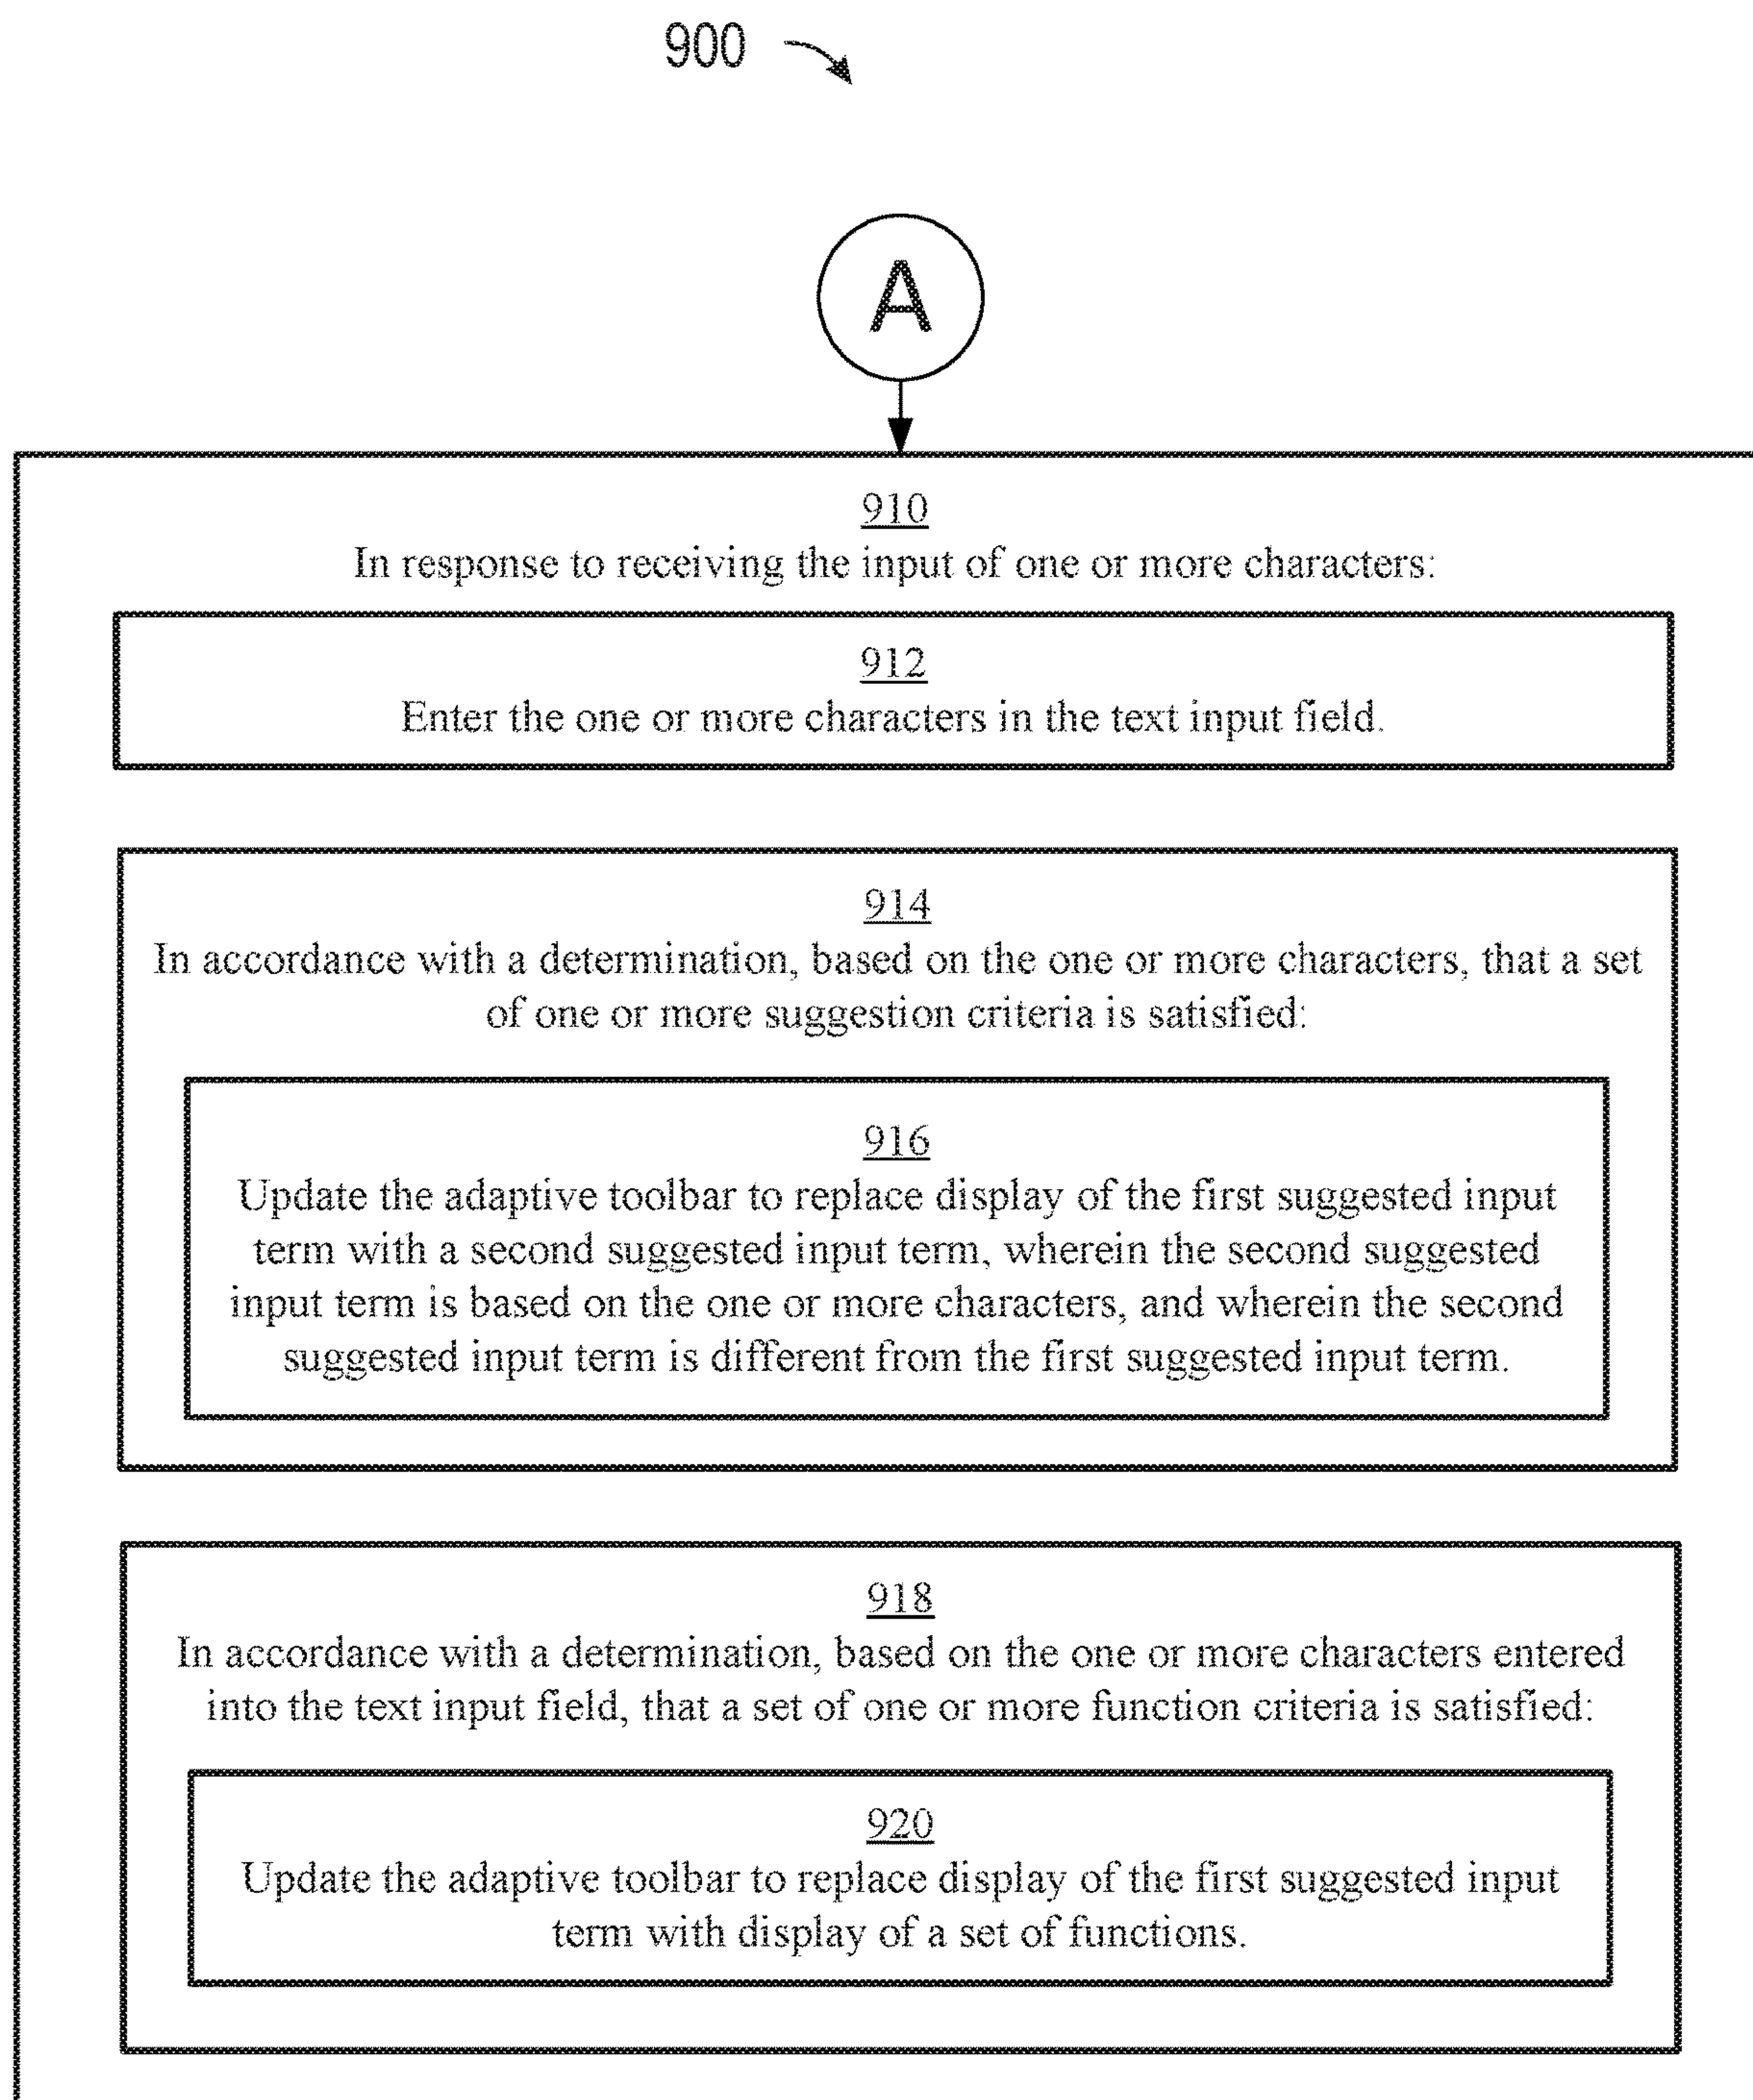 900
A
910
In response to receiving the input of one or more characters:
912
Enter the one or more characters in the text input field.
914
In accordance with a determination, based on the one or more characters, that a set
of one or more suggestion criteria is satisfied:
916
Update the adaptive toolbar to replace display of the first suggested input
term with a second suggested input term, wherein the second suggested
input term is based on the one or more characters, and wherein the second
suggested input term is different from the first suggested input term.
918
In accordance with a determination, based on the one or more characters entered
into the text input field, that a set of one or more function criteria is satisfied:
920
Update the adaptive toolbar to replace display of the first suggested input
term with display of a set of functions.